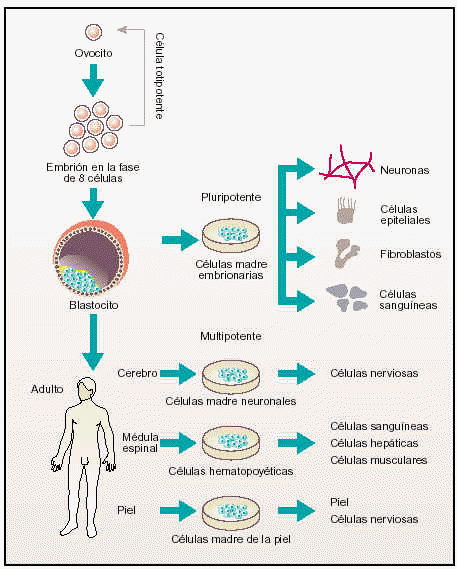 Ovocito
Célula totipotente
Embrión en la fase
de 8 células
Blastocito
Pluripotente
Células madre
embrionarias
Neuronas
Células
epiteliales
Fibroblastos
Células
sanguíneas
Multipotente
Adulto
Cerebro
Células madre neuronales
Células nerviosas
Médula
espinal
Células hematopoyéticas
Células sanguíneas
Células hepáticas
Células musculares
Piel
Células madre de la piel
Piel
Células nerviosas